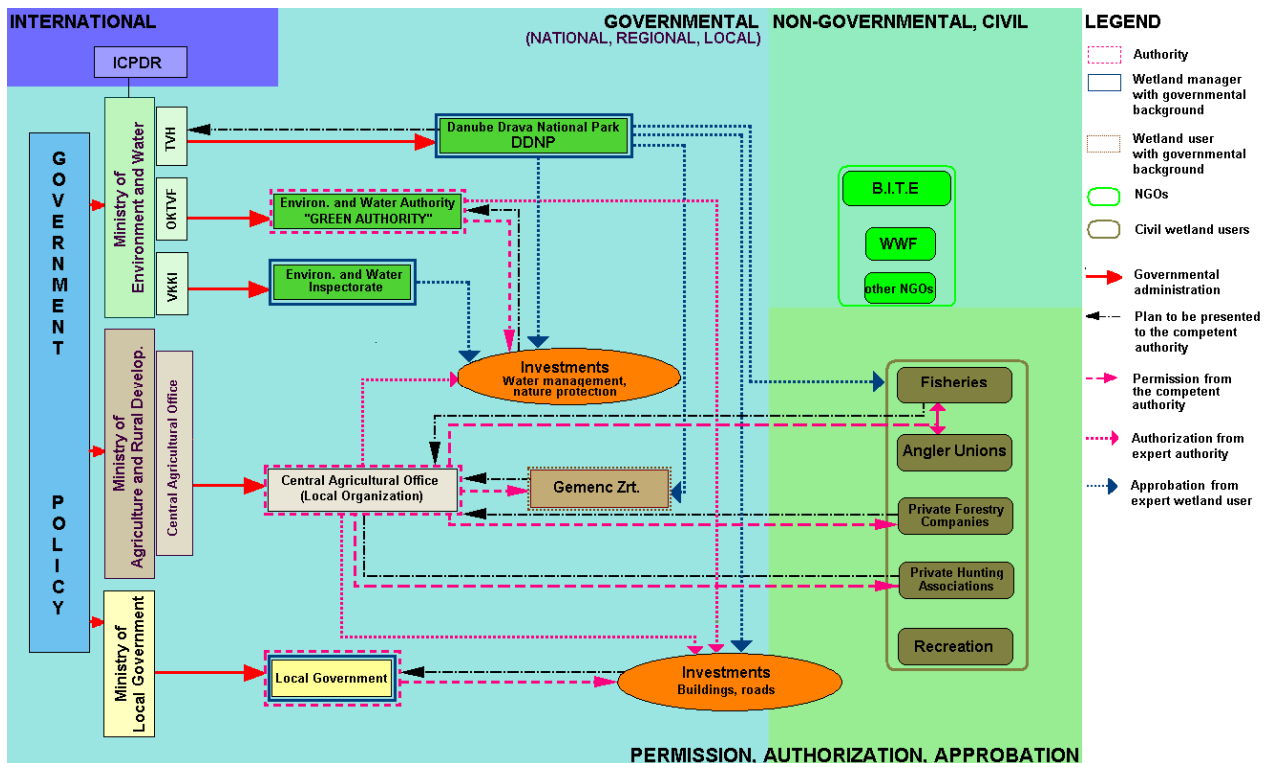 INTERNATIONAL
GOVERNMENTAL
(NATIONAL, REGIONAL, LOCAL)
NON-GOVERNMENTAL, CIVIL
LEGEND
ICPDR
GOVERNMENT
POLICY
Ministry of
Environment and Water
TVH
OKTVF
VKKI
Danube Drava National Park
DDNP
Environ. and Water Authority
"GREEN AUTHORITY"
Environ. and Water
Inspectorate
Investments
Water management,
nature protection
Ministry of
Agriculture and Rural Develop.
Central Agricultural Office
Central Agricultural Office
(Local Organization)
Gemenc Zrt.
Ministry of
Local Government
Local Government
Investments
Buildings, roads
B.I.T.E
WWF
other NGOs
Fisheries
Angler Unions
Private Forestry
Companies
Private Hunting
Associations
Recreation
PERMISSION, AUTHORIZATION, APPROBATION
Authority
Wetland manager
with governmental
background
Wetland user
with governmental
background
NGOs
Civil wetland users
Governmental
administration
Plan to be presented
to the competent
authority
Permission from
the competent
authority
Authorization from
expert authority
Approbation from
expert wetland user